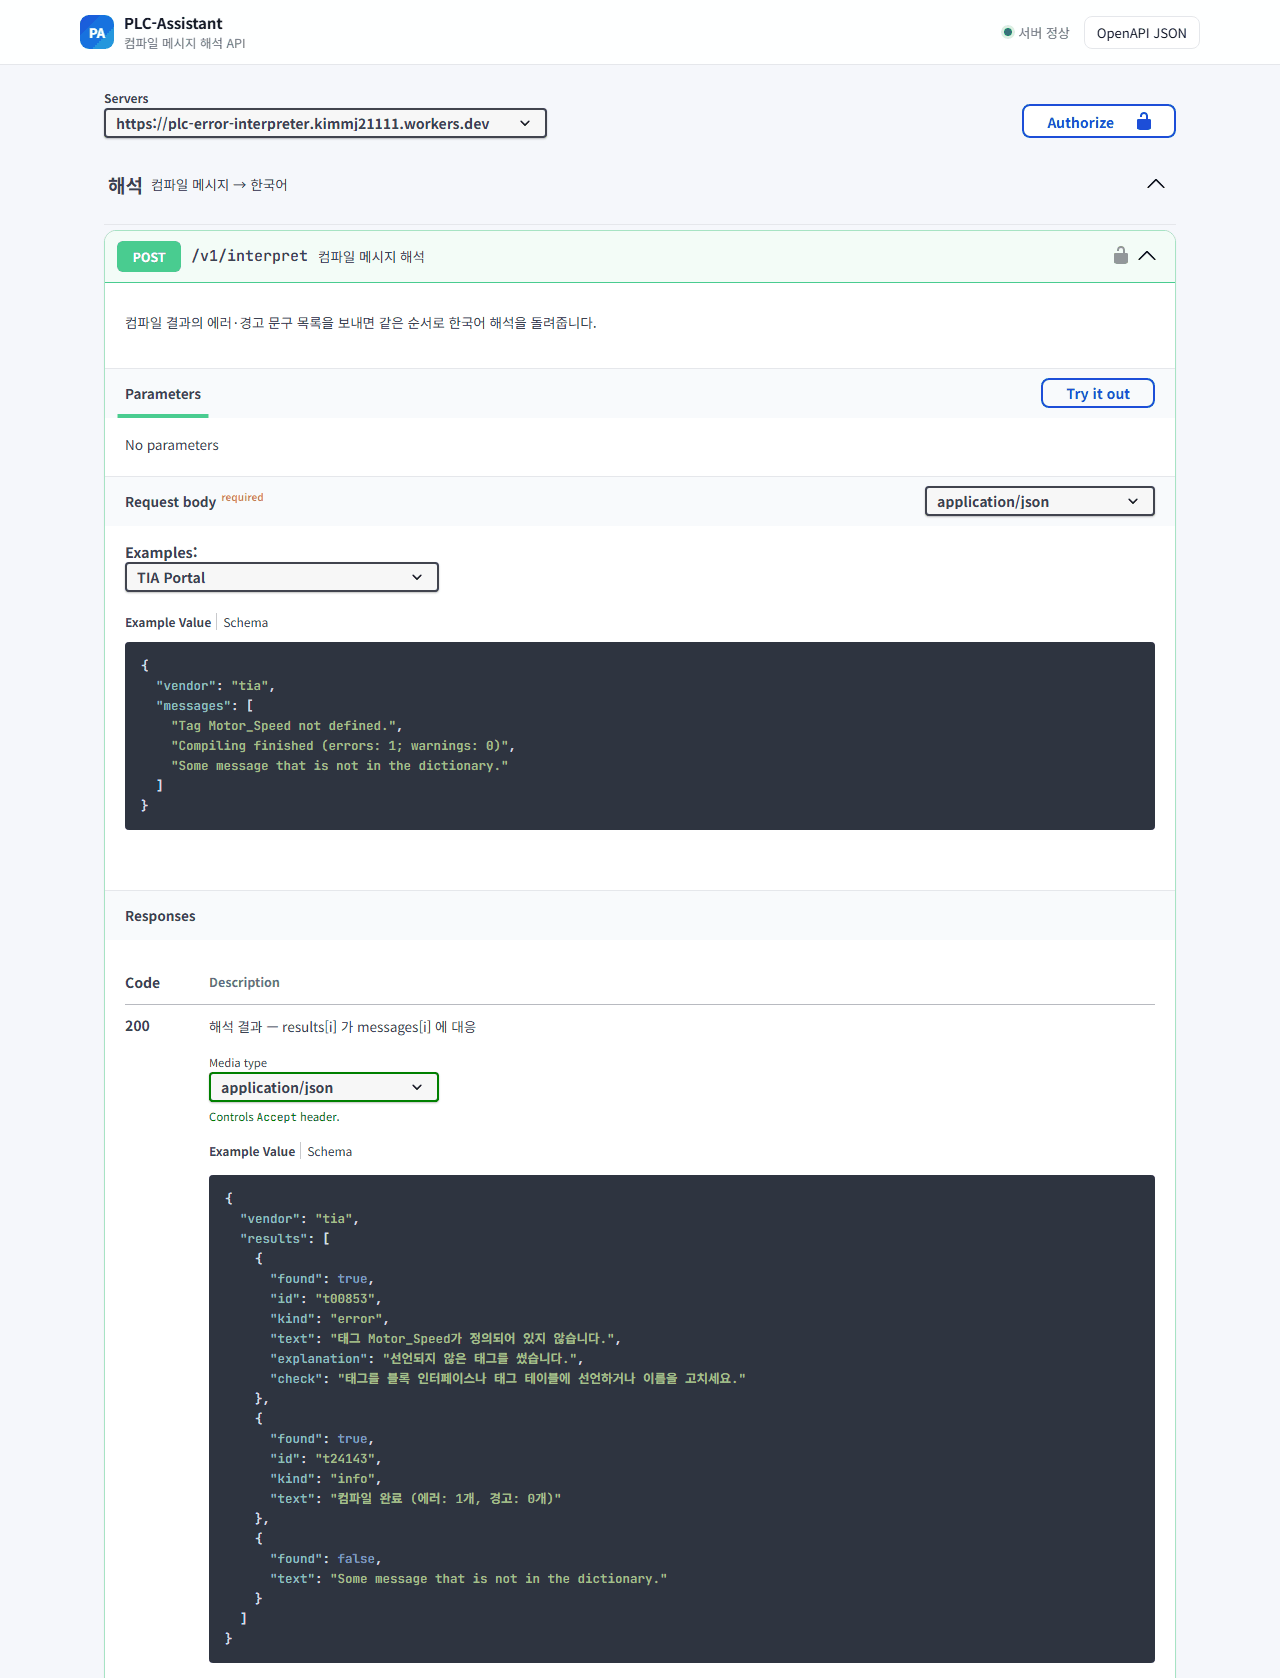 PA
PLC-Assistant
컴파일 메시지 해석 API
서버 정상
OpenAPI JSON
Servers
https://plc-error-interpreter.kimmj21111.workers.dev
Authorize
해석 컴파일 메시지 → 한국어
POST /v1/interpret 컴파일 메시지 해석
컴파일 결과의 에러·경고 문구 목록을 보내면 같은 순서로 한국어 해석을 돌려줍니다.
Parameters
Try it out
No parameters
Request body required
application/json
Examples:
TIA Portal
Example Value | Schema
{
  "vendor": "tia",
  "messages": [
    "Tag Motor_Speed not defined.",
    "Compiling finished (errors: 1; warnings: 0)",
    "Some message that is not in the dictionary."
  ]
}
Responses
Code Description
200 해석 결과 — results[i] 가 messages[i] 에 대응
Media type
application/json
Controls Accept header.
Example Value | Schema
{
  "vendor": "tia",
  "results": [
    {
      "found": true,
      "id": "t00853",
      "kind": "error",
      "text": "태그 Motor_Speed가 정의되어 있지 않습니다.",
      "explanation": "선언되지 않은 태그를 썼습니다.",
      "check": "태그를 블록 인터페이스나 태그 테이블에 선언하거나 이름을 고치세요."
    },
    {
      "found": true,
      "id": "t24143",
      "kind": "info",
      "text": "컴파일 완료 (에러: 1개, 경고: 0개)"
    },
    {
      "found": false,
      "text": "Some message that is not in the dictionary."
    }
  ]
}